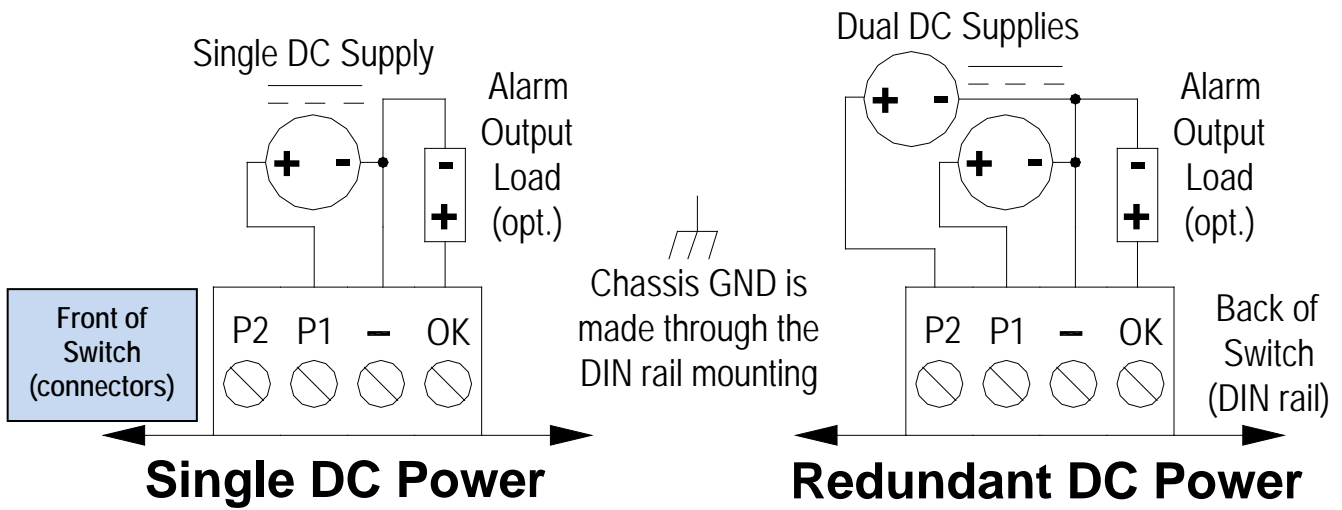 Single DC Supply
Alarm
Output
Load
(opt.)
+ -
-
+
Front of
Switch
(connectors)
P2 P1 – OK
Single DC Power
Chassis GND is
made through the
DIN rail mounting
Dual DC Supplies
+ -
+ -
Alarm
Output
Load
(opt.)
-
+
P2 P1 – OK
Back of
Switch
(DIN rail)
Redundant DC Power